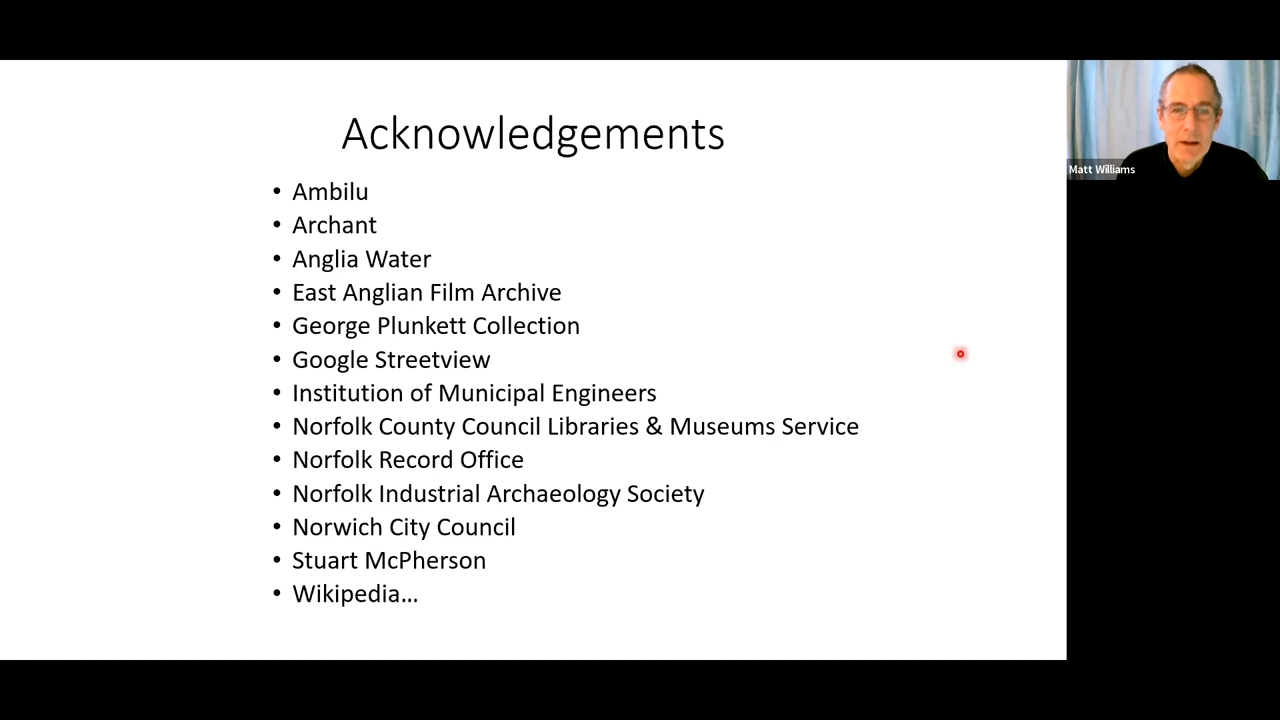 Acknowledgements
• Ambilu
• Archant
• Anglia Water
• East Anglian Film Archive
• George Plunkett Collection
• Google Streetview
• Institution of Municipal Engineers
• Norfolk County Council Libraries & Museums Service
• Norfolk Record Office
• Norfolk Industrial Archaeology Society
• Norwich City Council
• Stuart McPherson
• Wikipedia...
Matt Williams